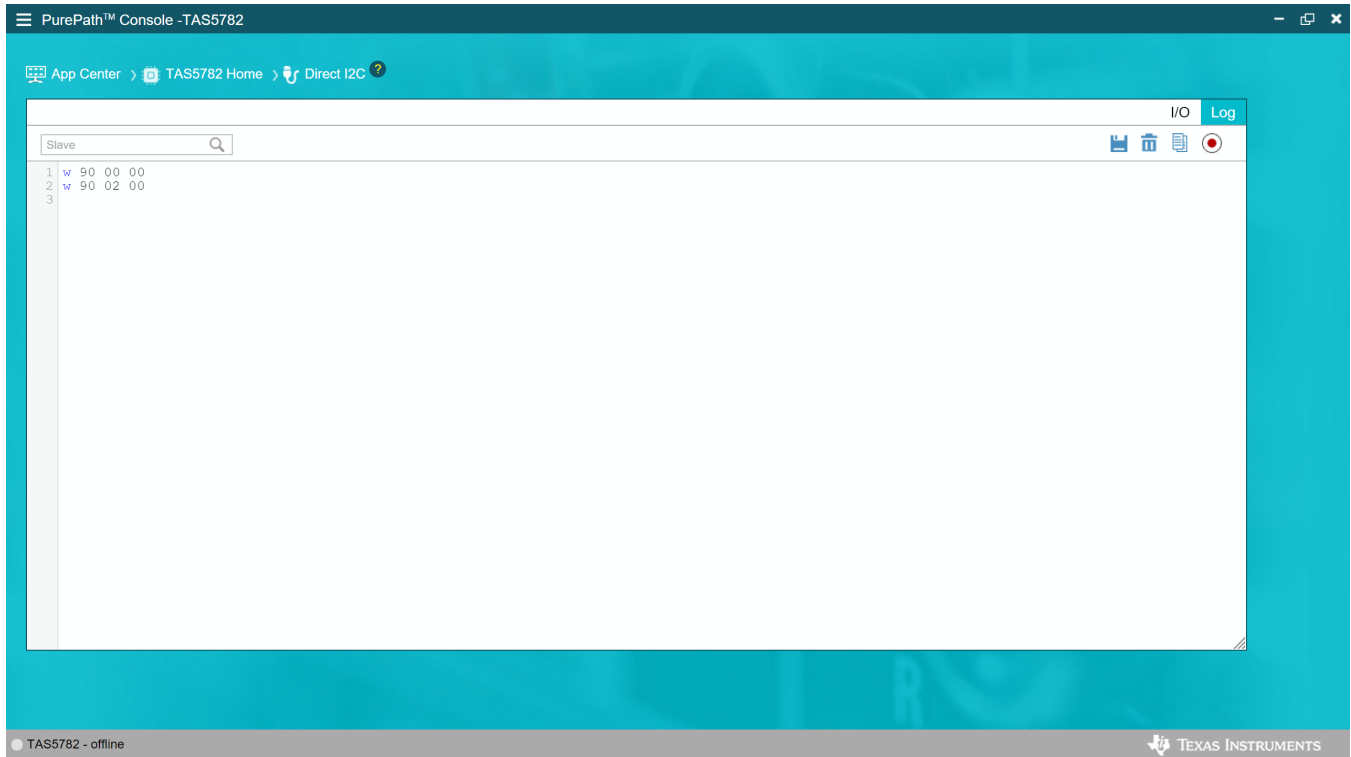 PurePath™ Console -TAS5782
App Center > TAS5782 Home > Direct I2C ?
I/O Log
Slave
1 w 90 00 00
2 w 90 02 00
3
R
TAS5782 - offline
TEXAS INSTRUMENTS